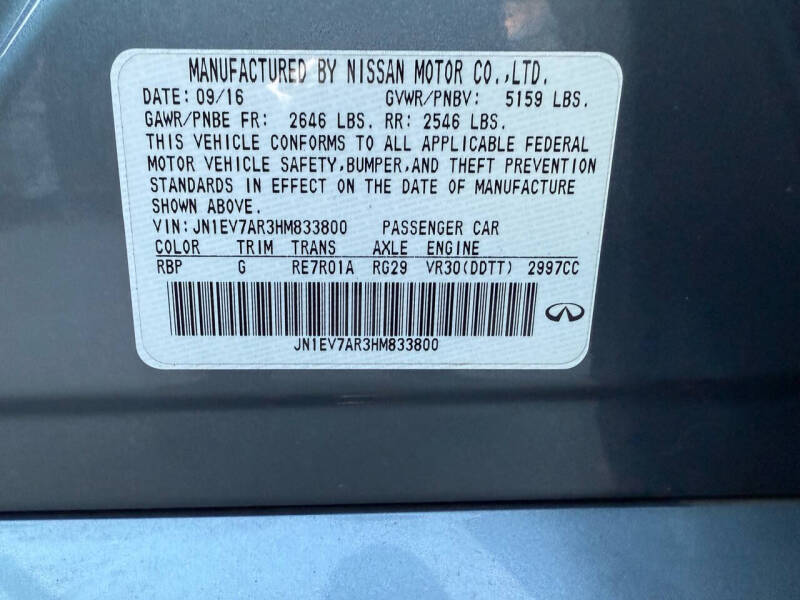 MANUFACTURED BY NISSAN MOTOR CO.,LTD.
DATE: 09/16 GVWR/PNBV: 5159 LBS.
GAWR/PNBE FR: 2646 LBS. RR: 2546 LBS.
THIS VEHICLE CONFORMS TO ALL APPLICABLE FEDERAL
MOTOR VEHICLE SAFETY,BUMPER,AND THEFT PREVENTION
STANDARDS IN EFFECT ON THE DATE OF MANUFACTURE
SHOWN ABOVE.
VIN:JN1EV7AR3HM833800 PASSENGER CAR
COLOR TRIM TRANS AXLE ENGINE
RBP G RE7R01A RG29 VR30(DDTT) 2997CC
JN1EV7AR3HM833800